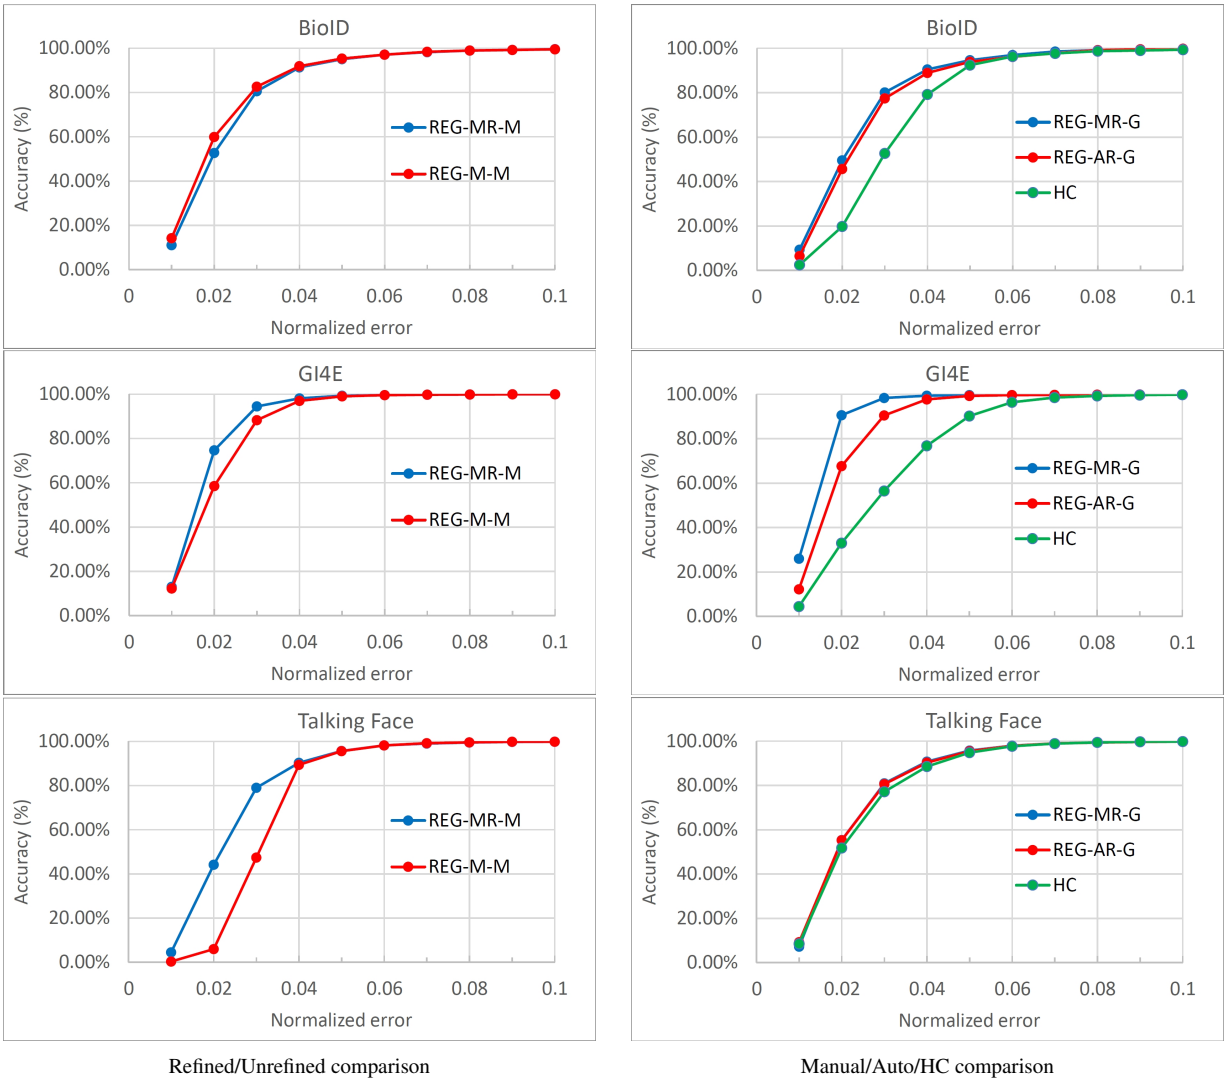 BioID
100.00%
80.00%
60.00%
40.00%
20.00%
0.00%
Accuracy (%)
REG-MR-M
REG-M-M
0 0.02 0.04 0.06 0.08 0.1
Normalized error
BioID
100.00%
80.00%
60.00%
40.00%
20.00%
0.00%
Accuracy (%)
REG-MR-G
REG-AR-G
HC
0 0.02 0.04 0.06 0.08 0.1
Normalized error
GI4E
100.00%
80.00%
60.00%
40.00%
20.00%
0.00%
Accuracy (%)
REG-MR-M
REG-M-M
0 0.02 0.04 0.06 0.08 0.1
Normalized error
GI4E
100.00%
80.00%
60.00%
40.00%
20.00%
0.00%
Accuracy (%)
REG-MR-G
REG-AR-G
HC
0 0.02 0.04 0.06 0.08 0.1
Normalized error
Talking Face
100.00%
80.00%
60.00%
40.00%
20.00%
0.00%
Accuracy (%)
REG-MR-M
REG-M-M
0 0.02 0.04 0.06 0.08 0.1
Normalized error
Talking Face
100.00%
80.00%
60.00%
40.00%
20.00%
0.00%
Accuracy (%)
REG-MR-G
REG-AR-G
HC
0 0.02 0.04 0.06 0.08 0.1
Normalized error
Refined/Unrefined comparison
Manual/Auto/HC comparison